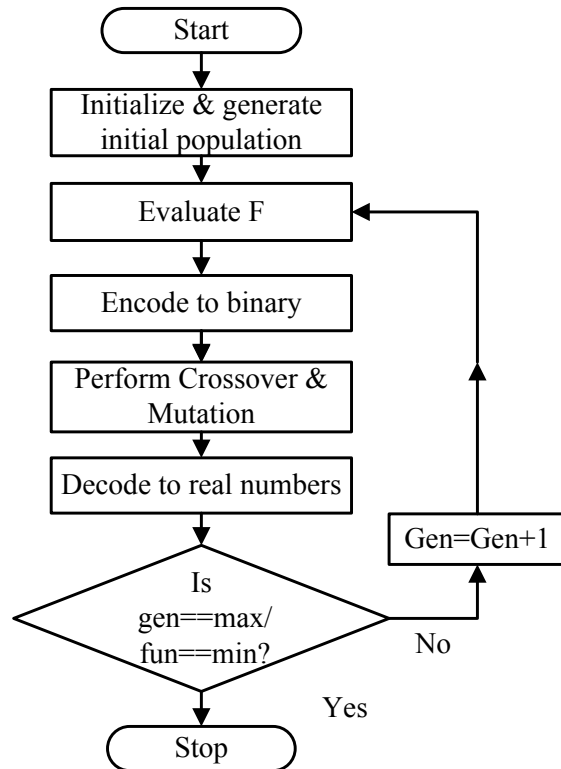 Start
Initialize & generate
initial population
Evaluate F
Encode to binary
Perform Crossover &
Mutation
Decode to real numbers
Gen=Gen+1
Is
gen==max/
fun==min?
No
Yes
Stop